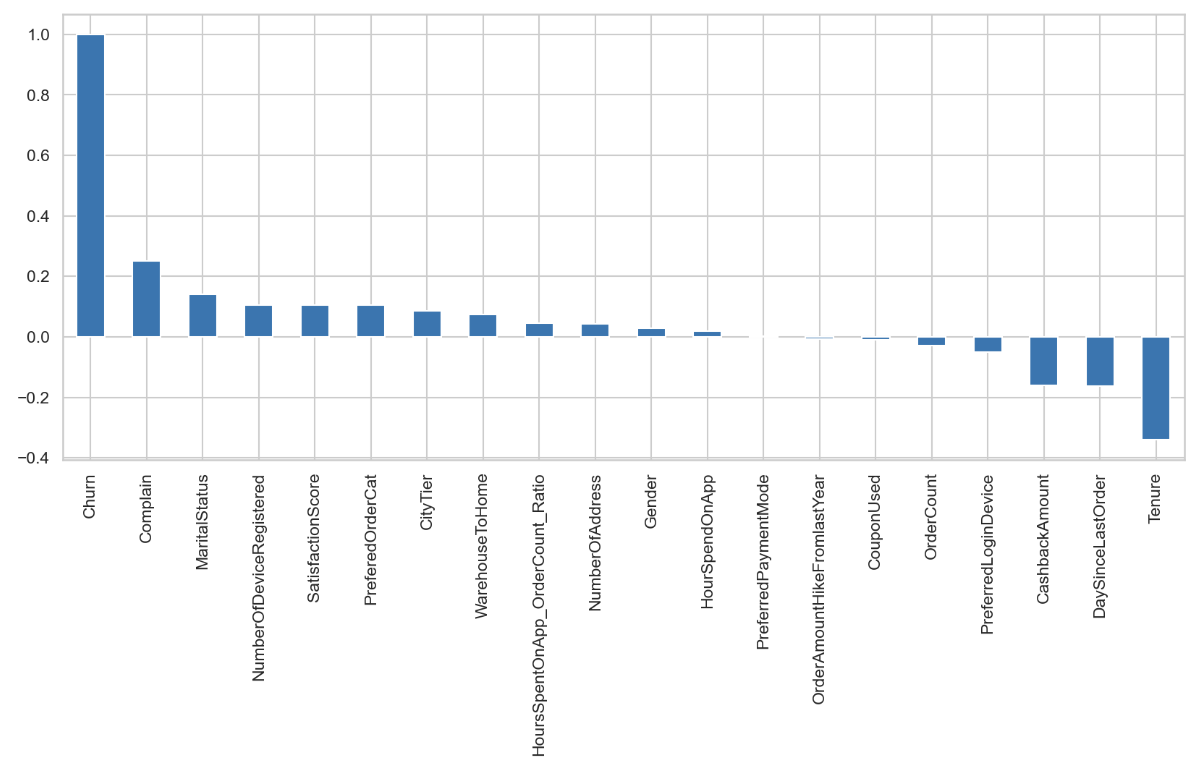 1.0
0.8
0.6
0.4
0.2
0.0
−0.2
−0.4
Churn
Complain
MaritalStatus
NumberOfDeviceRegistered
SatisfactionScore
PreferedOrderCat
CityTier
WarehouseToHome
HoursSpentOnApp_OrderCount_Ratio
NumberOfAddress
Gender
HourSpendOnApp
PreferredPaymentMode
OrderAmountHikeFromlastYear
CouponUsed
OrderCount
PreferredLoginDevice
CashbackAmount
DaySinceLastOrder
Tenure